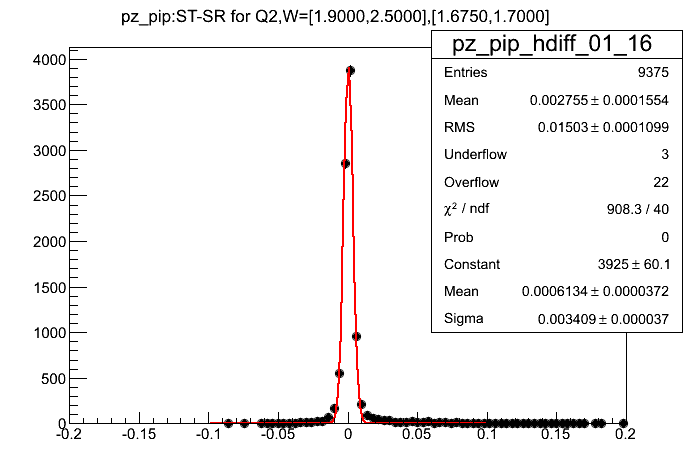 pz_pip:ST-SR for Q2,W=[1.9000,2.5000],[1.6750,1.7000]
pz_pip_hdiff_01_16
Entries 9375
Mean 0.002755 ± 0.0001554
RMS 0.01503 ± 0.0001099
Underflow 3
Overflow 22
χ² / ndf 908.3 / 40
Prob 0
Constant 3925 ± 60.1
Mean 0.0006134 ± 0.0000372
Sigma 0.003409 ± 0.000037
4000
3500
3000
2500
2000
1500
1000
500
0
-0.2 -0.15 -0.1 -0.05 0 0.05 0.1 0.15 0.2